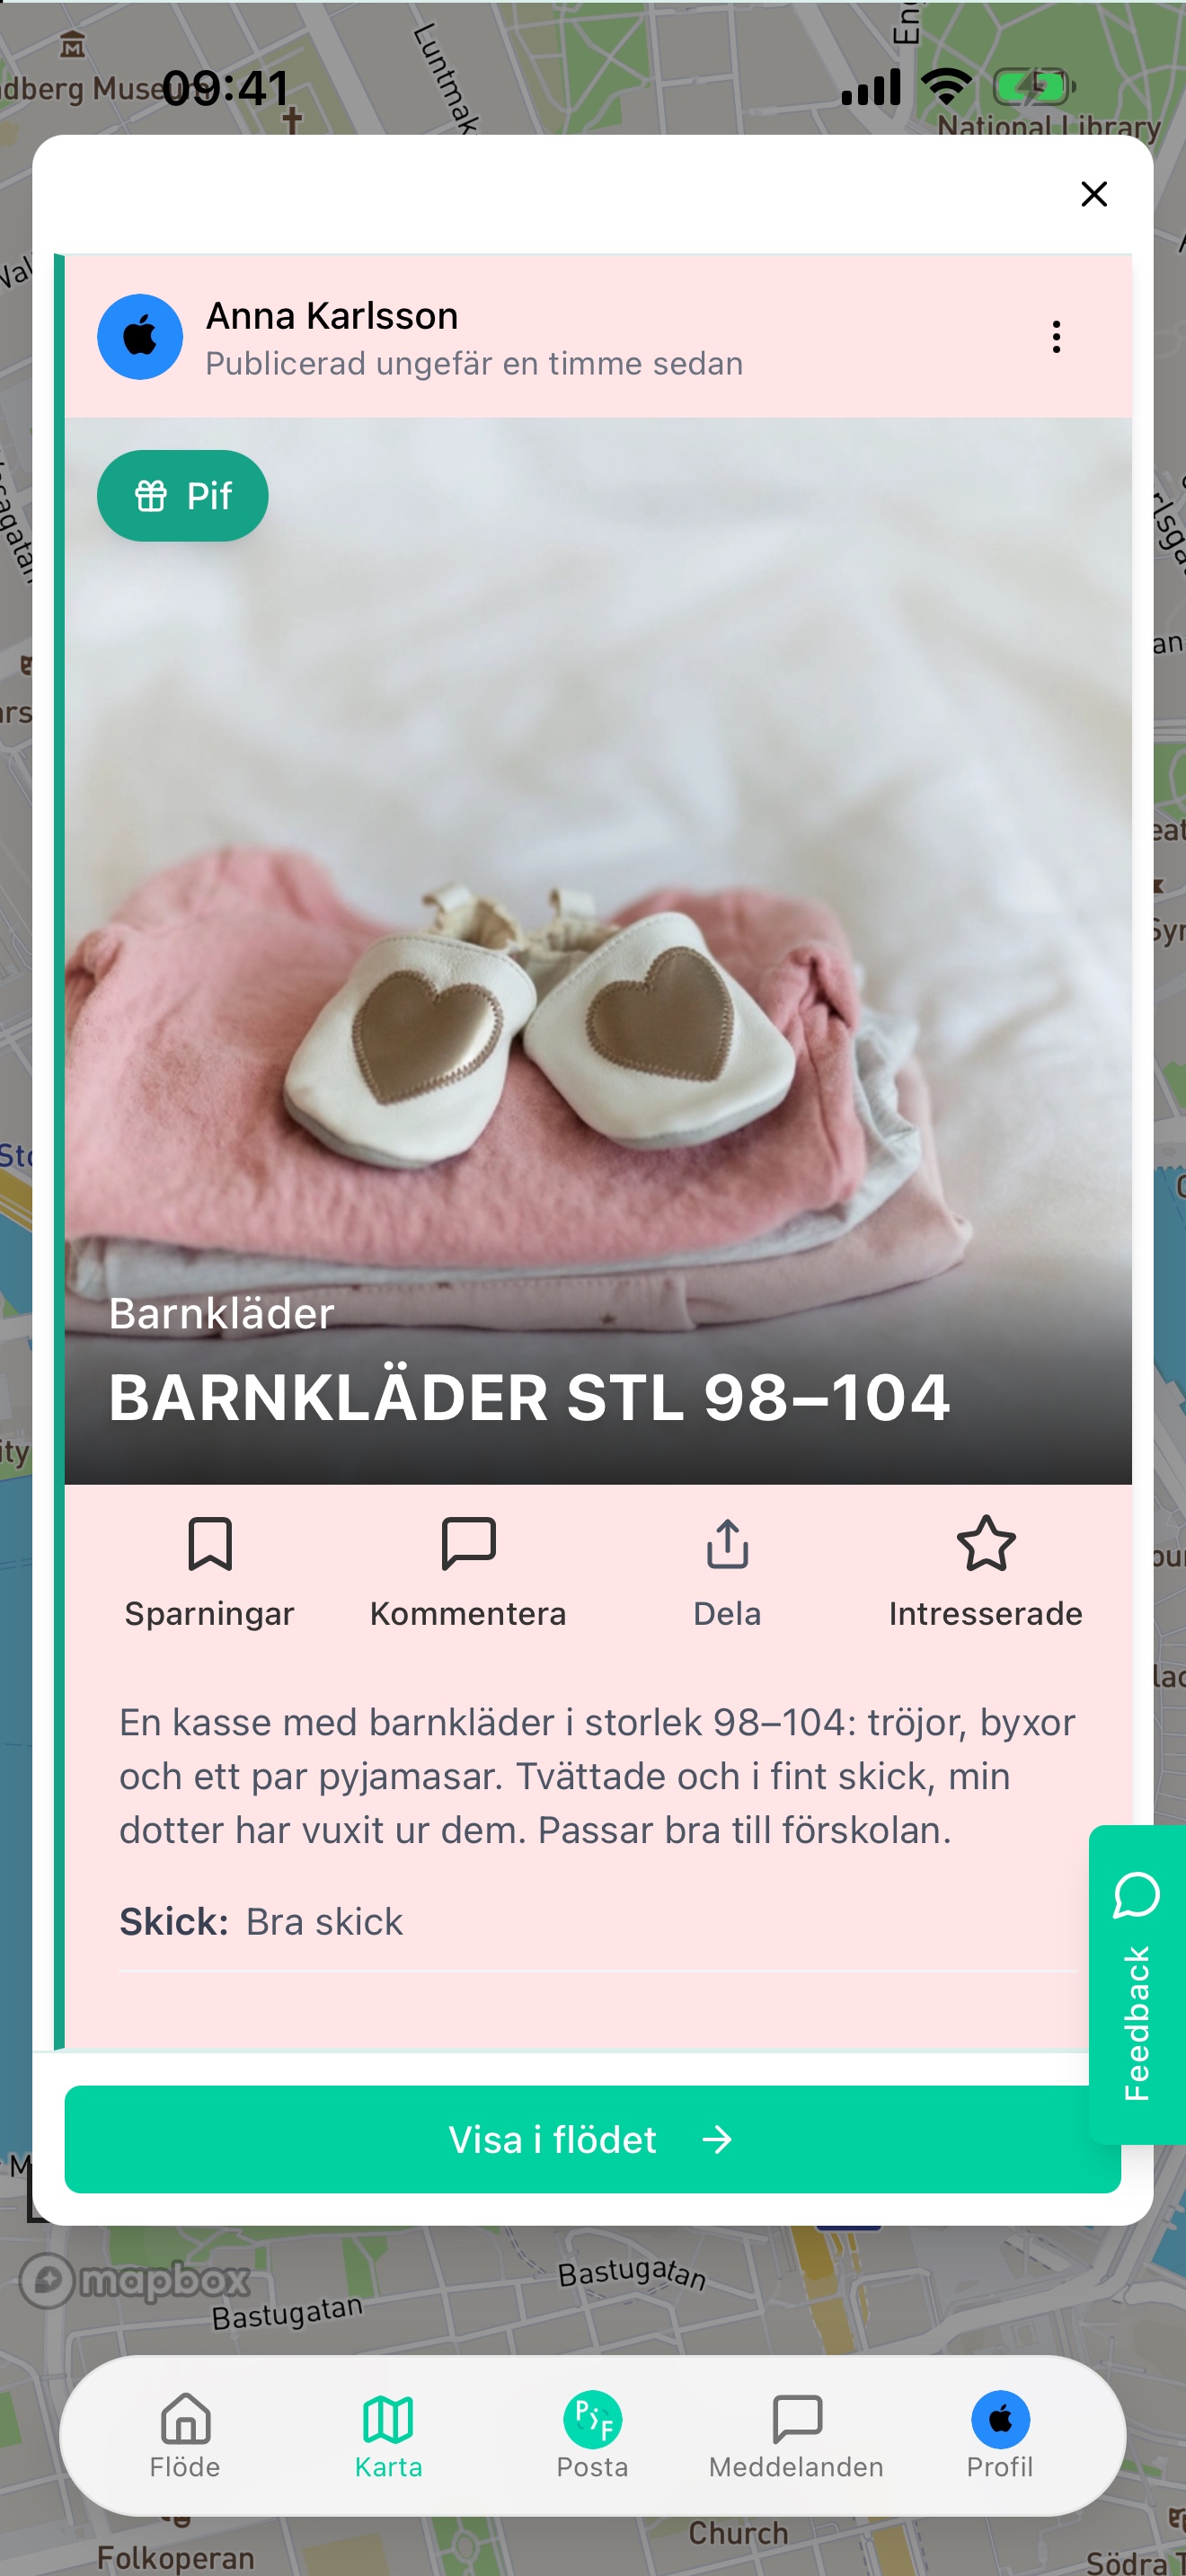 09:41
Luntmak
National Library
Anna Karlsson
Publicerad ungefär en timme sedan
Pif
Barnkläder
BARNKLÄDER STL 98–104
Sparningar
Kommentera
Dela
Intresserade
En kasse med barnkläder i storlek 98–104: tröjor, byxor
och ett par pyjamasar. Tvättade och i fint skick, min
dotter har vuxit ur dem. Passar bra till förskolan.
Skick: Bra skick
Feedback
Visa i flödet
mapbox
Bastugatan
Bastugatan
Flöde
Karta
Posta
Meddelanden
Profil
Church
Folkoperan
Södra T